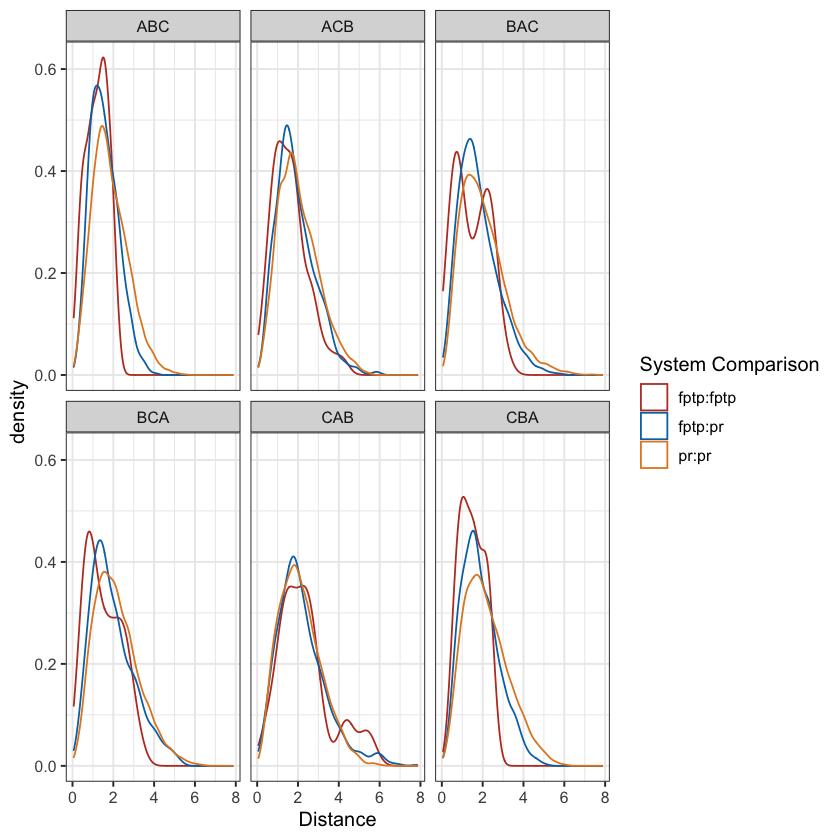 ABC
ACB
BAC
0.6
0.4
0.2
0.0
density
BCA
CAB
CBA
0.6
0.4
0.2
0.0
0 2 4 6 8
0 2 4 6 8
0 2 4 6 8
Distance
System Comparison
fptp:fptp
fptp:pr
pr:pr